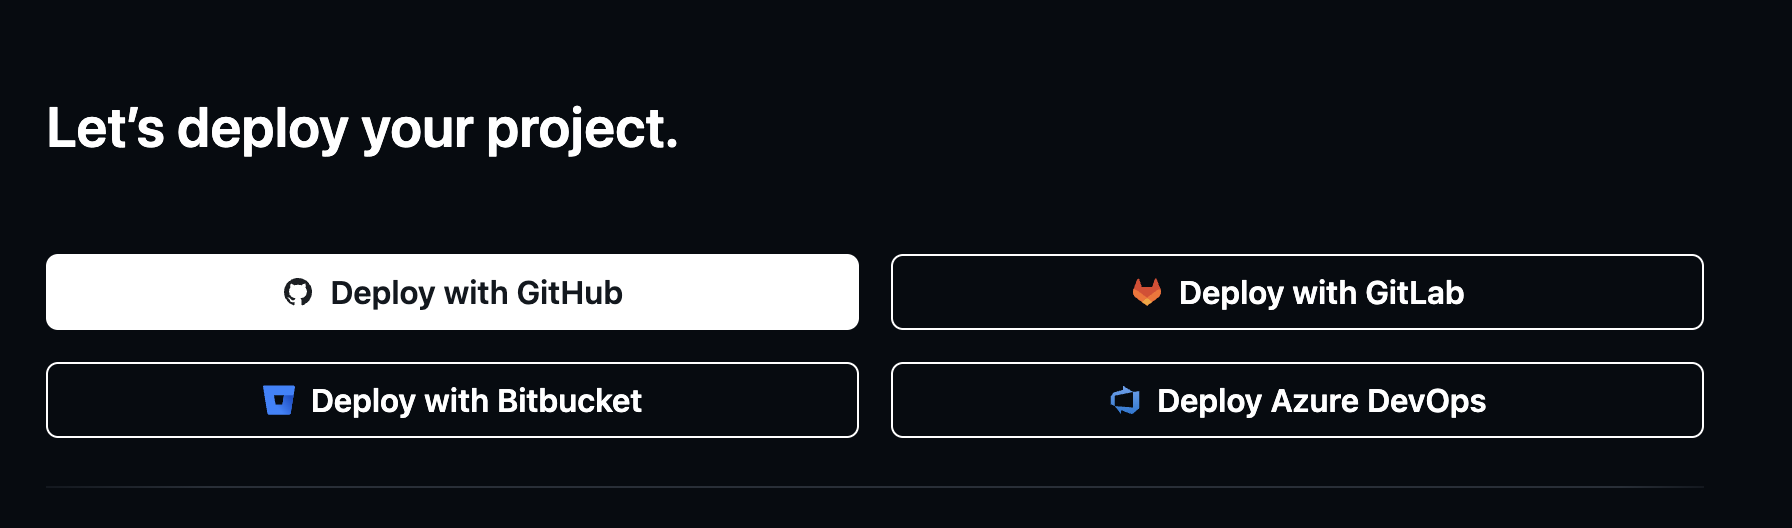 Let’s deploy your project.
Deploy with GitHub
Deploy with GitLab
Deploy with Bitbucket
Deploy Azure DevOps